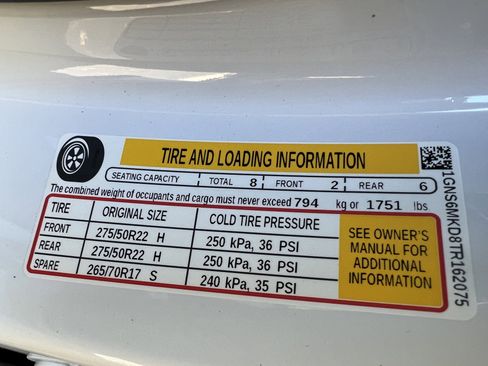 TIRE AND LOADING INFORMATION
SEATING CAPACITY TOTAL 8 FRONT 2 REAR 6
The combined weight of occupants and cargo must never exceed 794 kg or 1751 lbs
TIRE ORIGINAL SIZE COLD TIRE PRESSURE
FRONT 275/50R22 H 250 kPa, 36 PSI
REAR 275/50R22 H 250 kPa, 36 PSI
SPARE 265/70R17 S 240 kPa, 35 PSI
SEE OWNER'S
MANUAL FOR
ADDITIONAL
INFORMATION
1GNS6MKD8TR162075